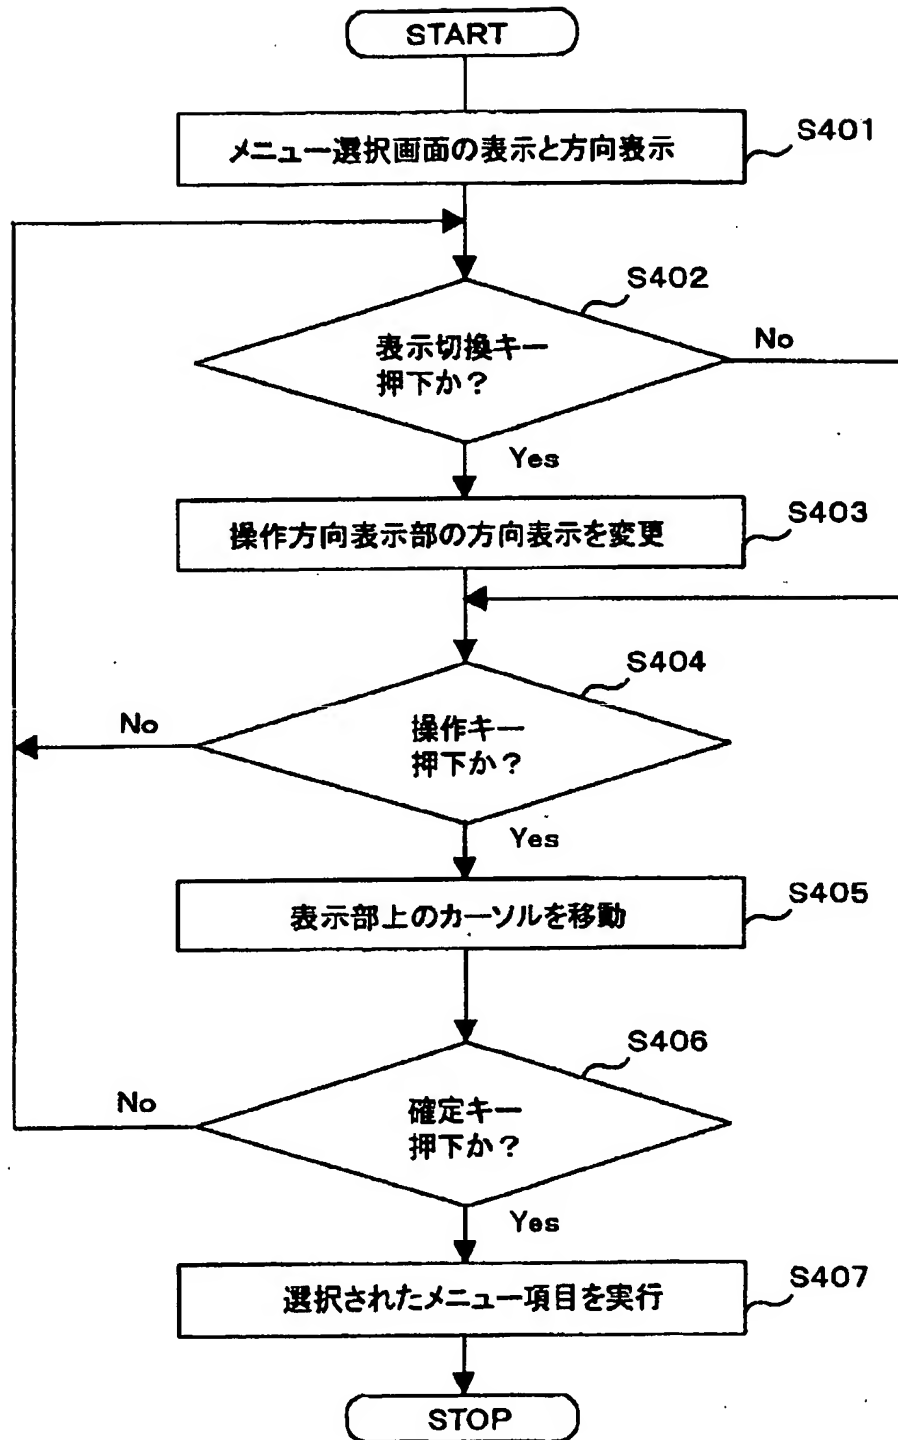 START
メニュー選択画面の表示と方向表示
S401
S402
表示切換キー
押下か？
No
Yes
操作方向表示部の方向表示を変更
S403
S404
操作キー
押下か？
No
Yes
表示部上のカーソルを移動
S405
S406
確定キー
押下か？
No
Yes
選択されたメニュー項目を実行
S407
STOP